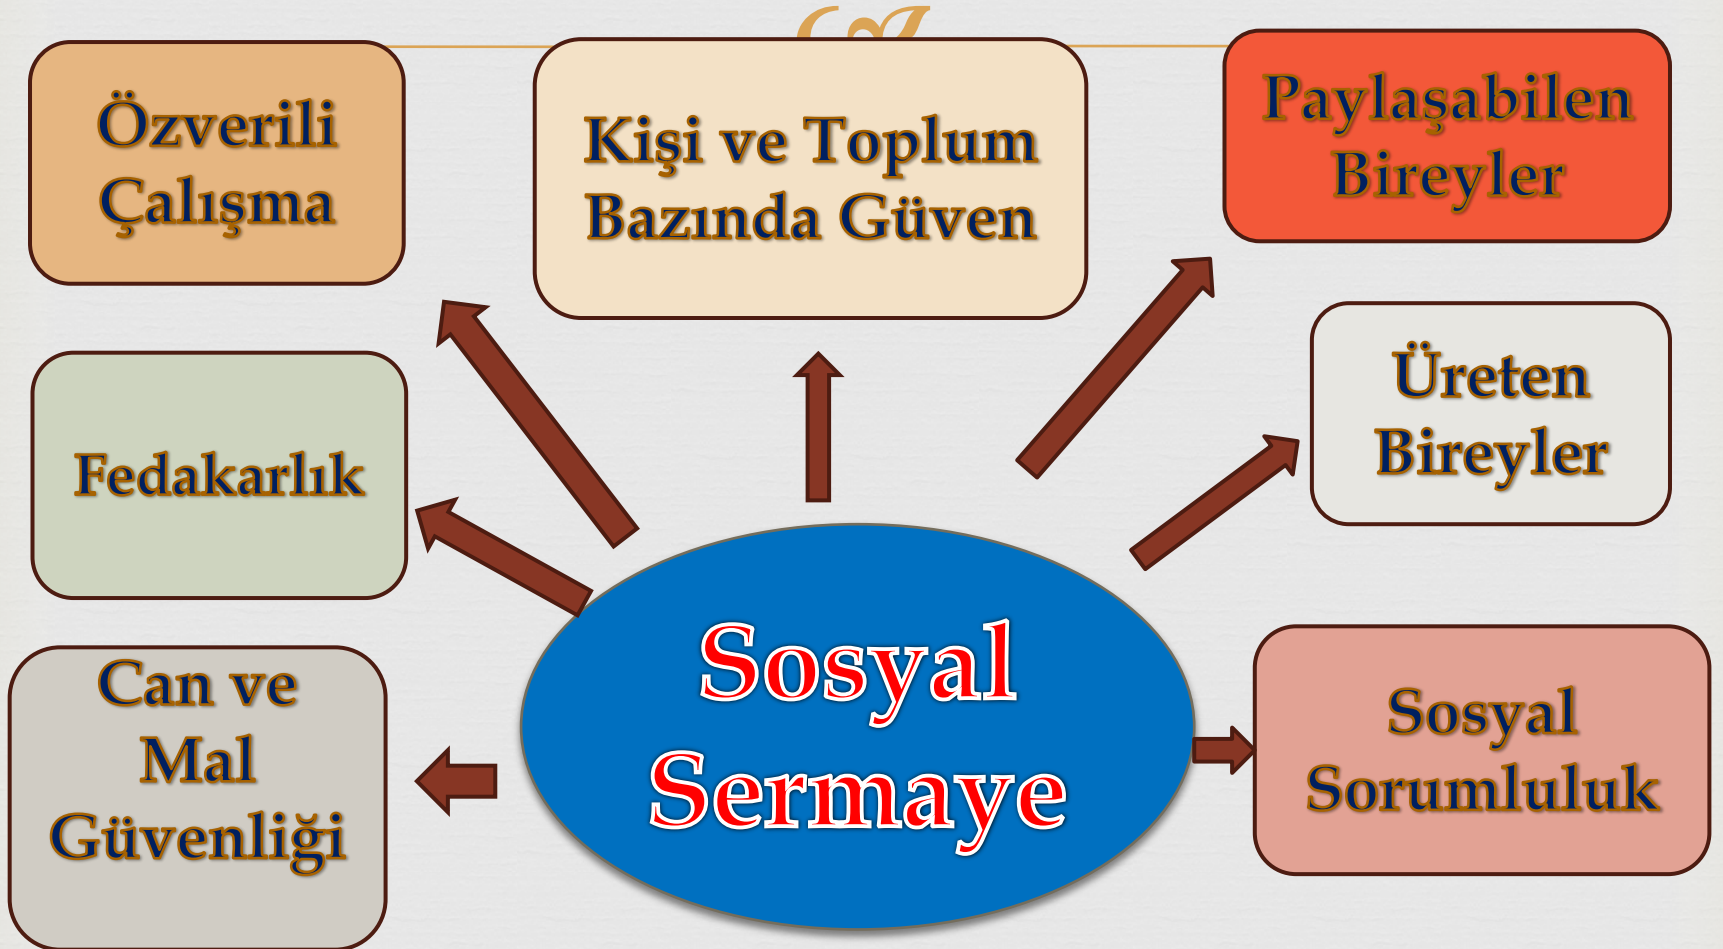 Özverili
Çalışma
Kişi ve Toplum
Bazında Güven
Paylaşabilen
Bireyler
Fedakarlık
Üreten
Bireyler
Can ve
Mal
Güvenliği
Sosyal
Sermaye
Sosyal
Sorumluluk